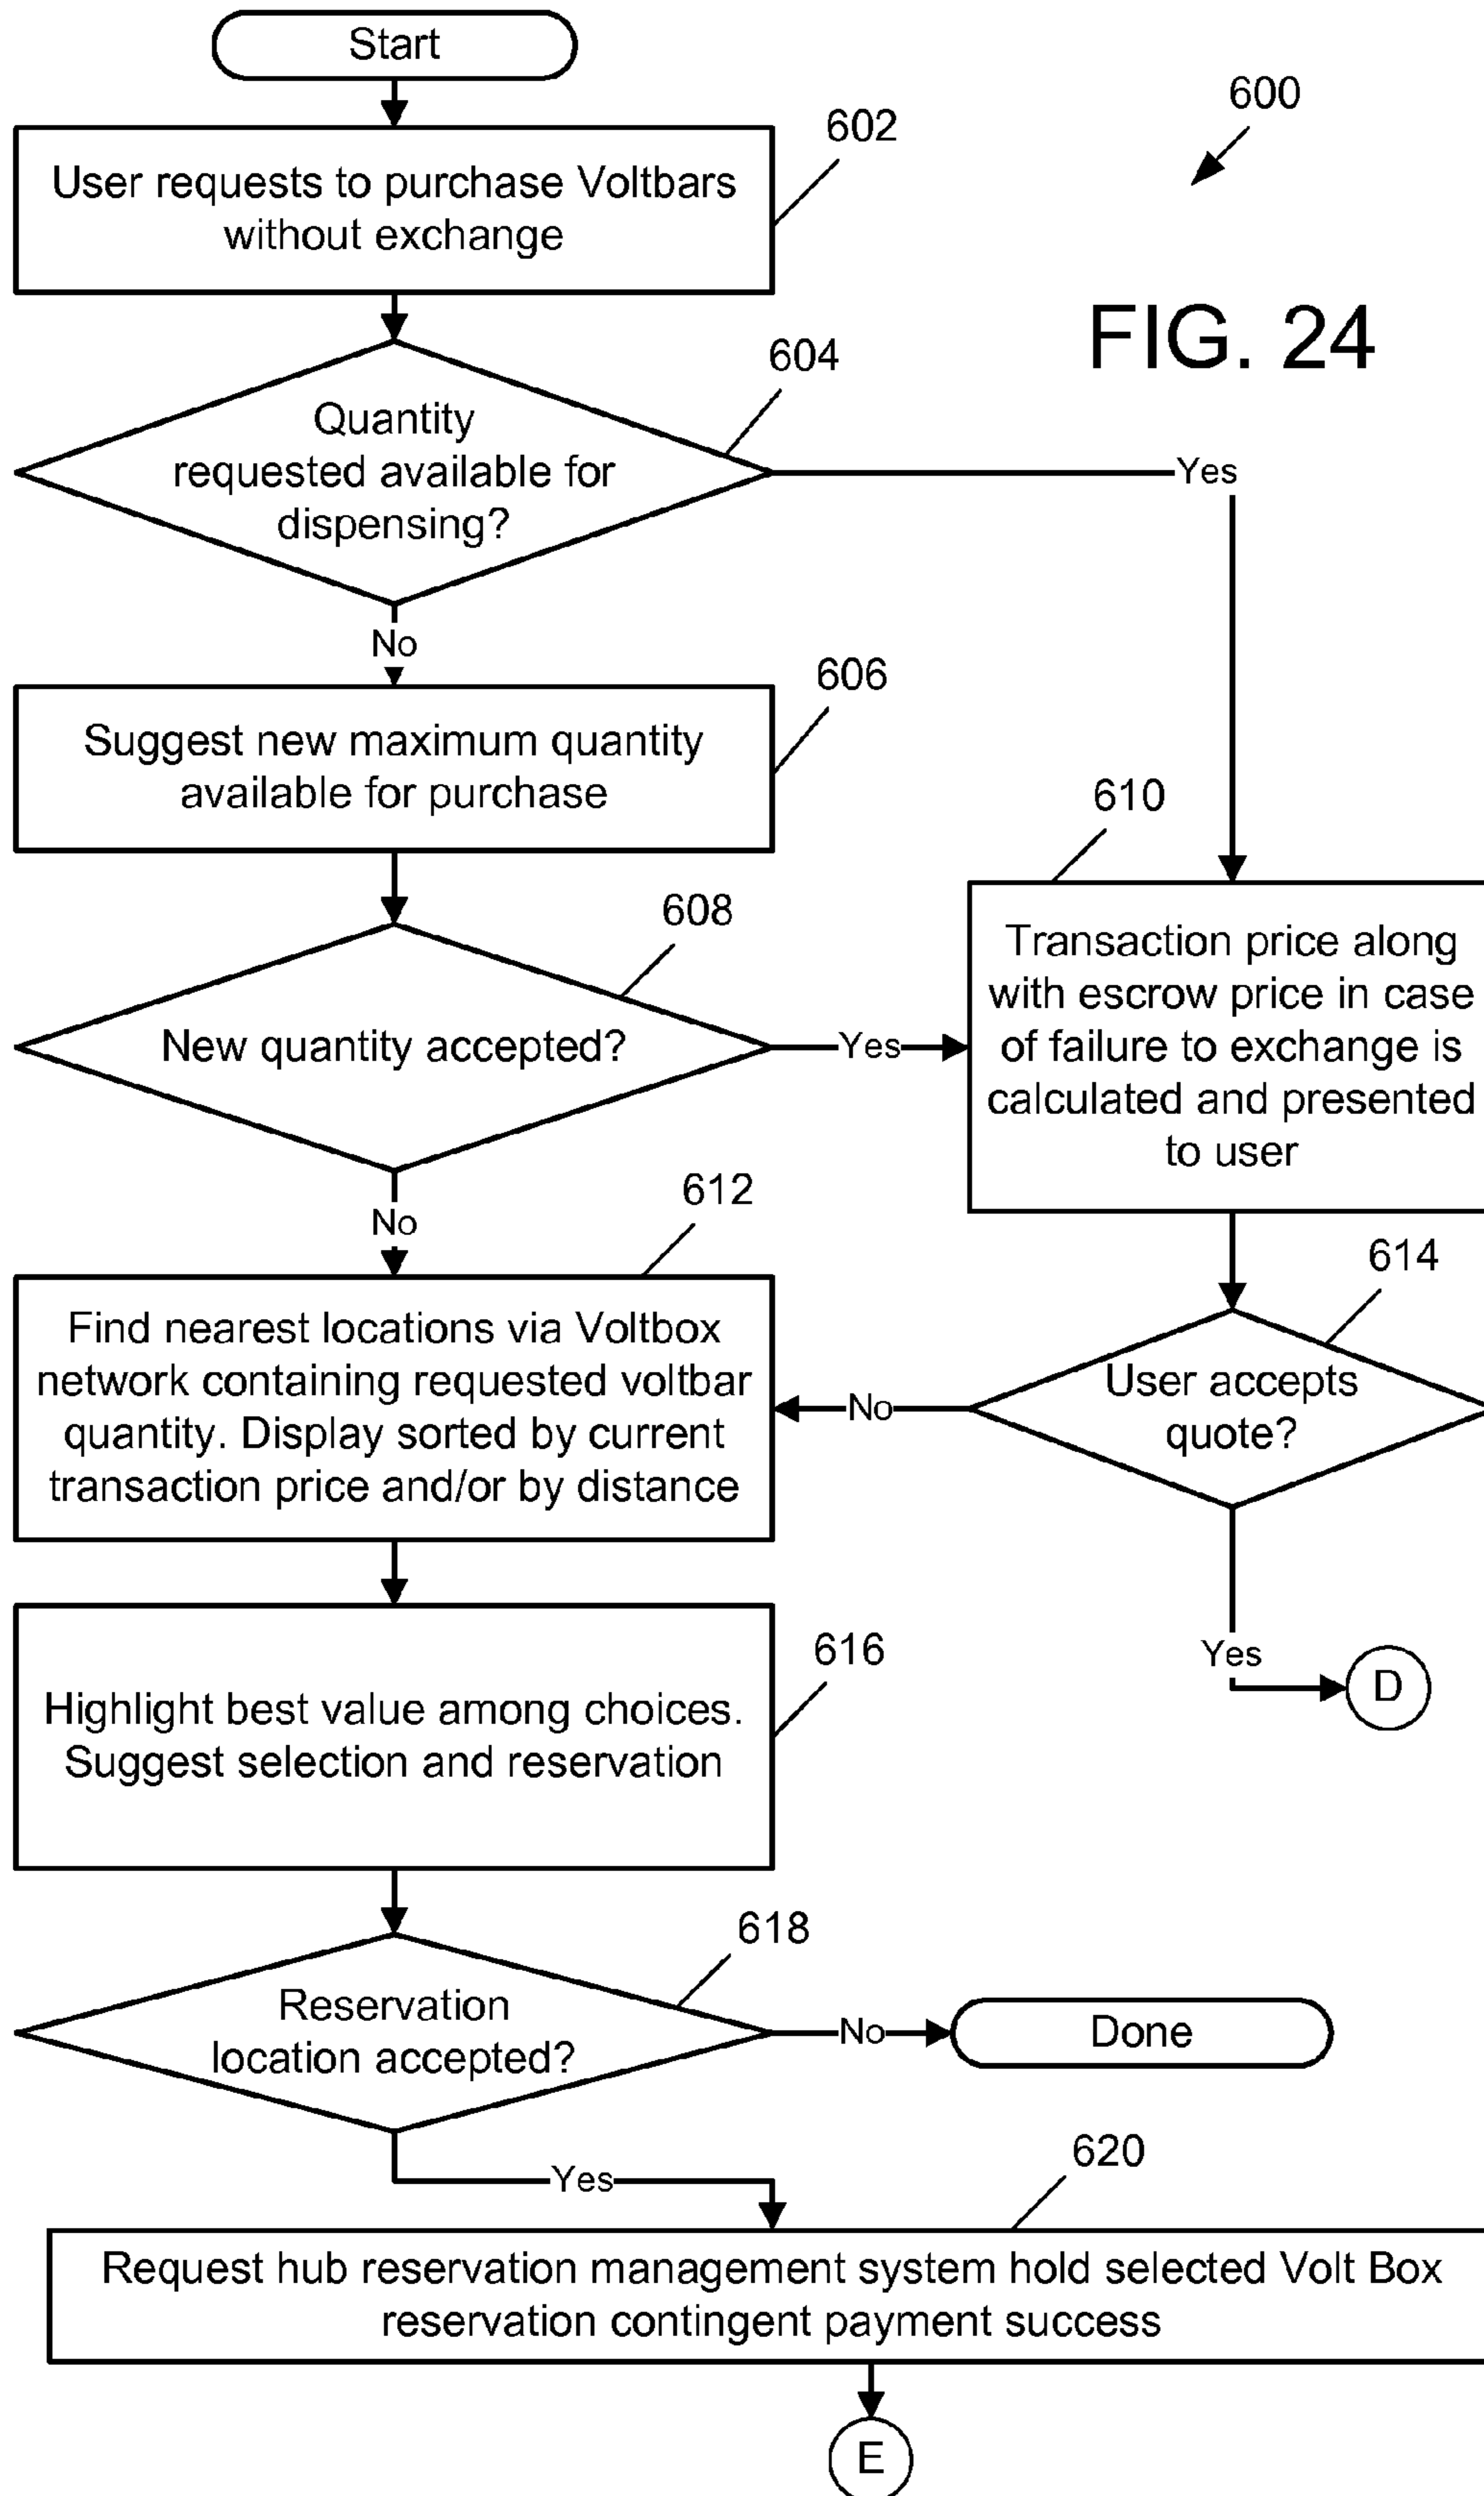 Start
600
602
User requests to purchase Voltbars
without exchange
FIG. 24
604
Quantity
requested available for
dispensing?
Yes
No
606
Suggest new maximum quantity
available for purchase
610
608
New quantity accepted?
Yes
Transaction price along
with escrow price in case
of failure to exchange is
calculated and presented
to user
No
612
614
Find nearest locations via Voltbox
network containing requested voltbar
quantity. Display sorted by current
transaction price and/or by distance
No
User accepts
quote?
616
Yes
D
Highlight best value among choices.
Suggest selection and reservation
618
Reservation
location accepted?
No
Done
Yes
620
Request hub reservation management system hold selected Volt Box
reservation contingent payment success
E